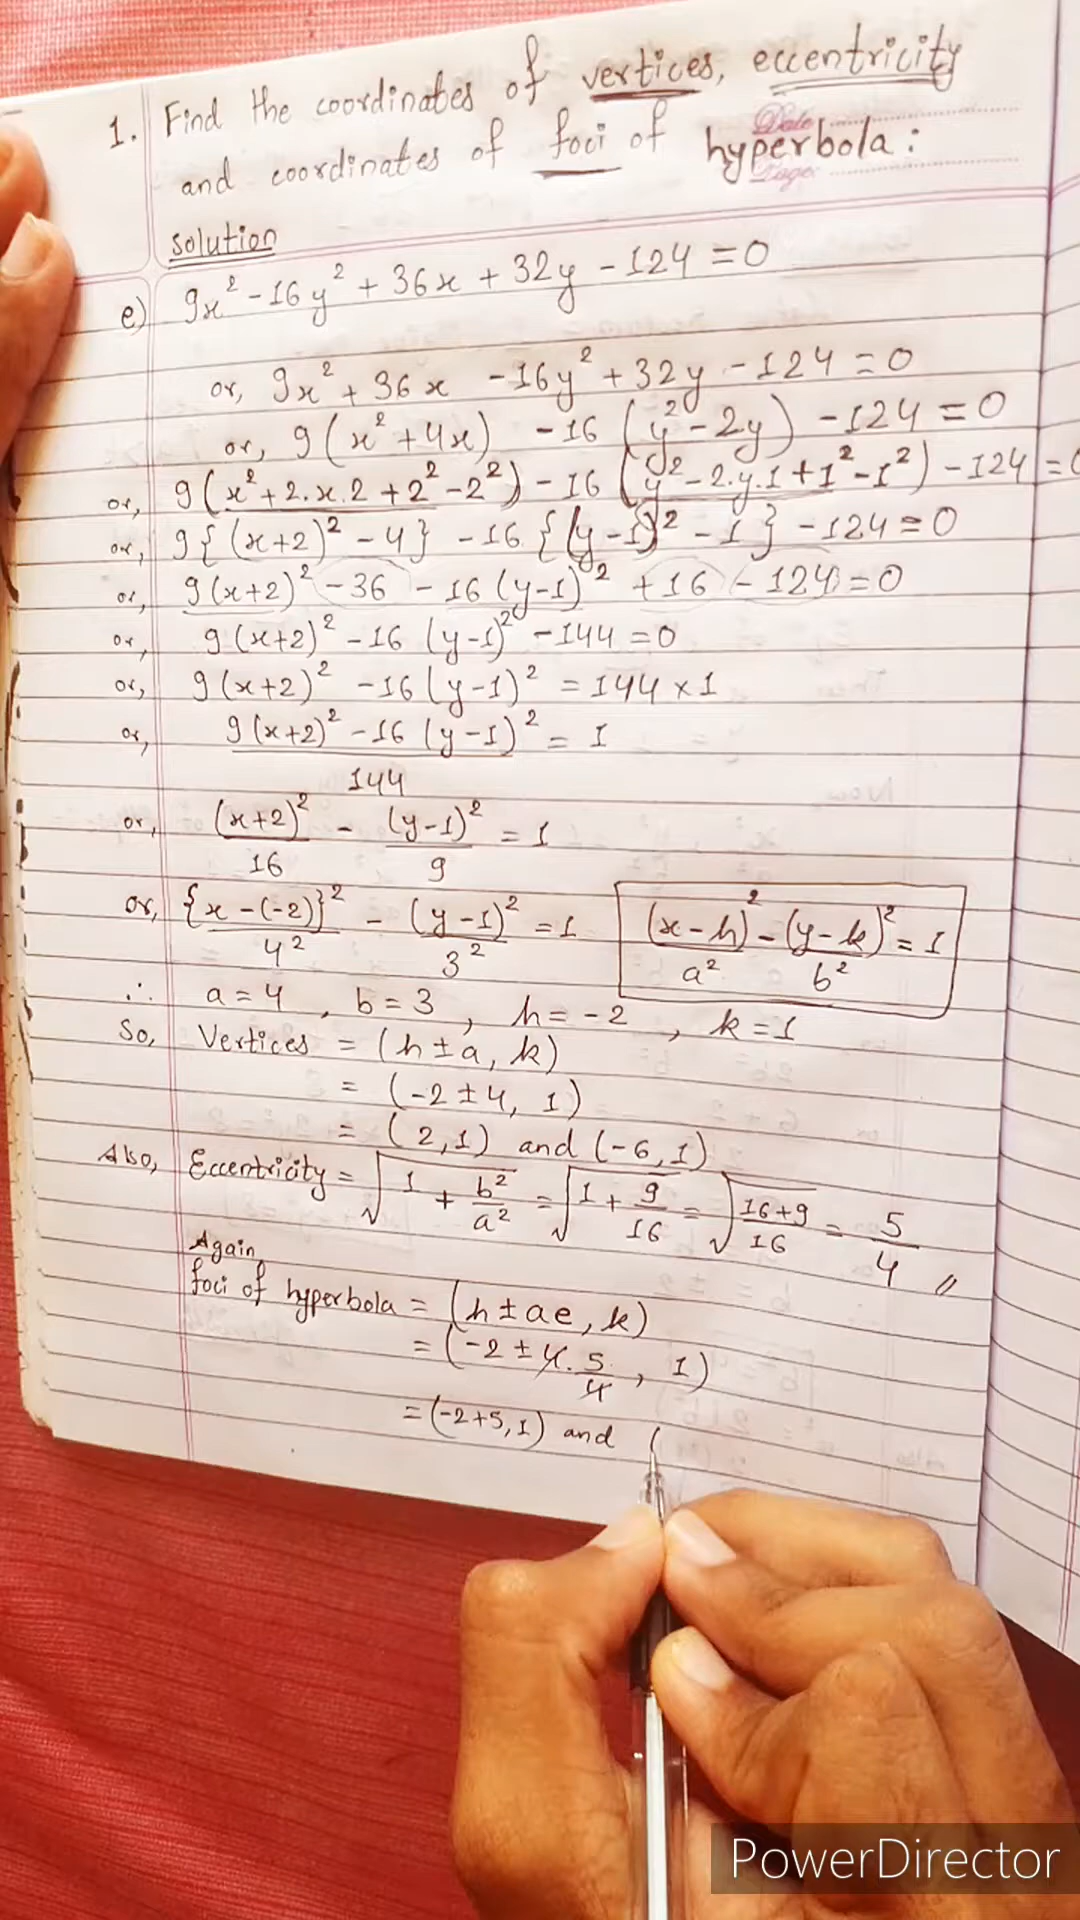 1. Find the coordinates of vertices, eccentricity
and coordinates of foci of hyperbola :
Date
Page
solution
e) 9x² - 16y² + 36x + 32y - 124 = 0
or, 9x² + 36x - 16y² + 32y - 124 = 0
or, 9(x² + 4x) - 16(y² - 2y) - 124 = 0
or, 9(x² + 2.x.2 + 2² - 2²) - 16(y² - 2.y.1 + 1² - 1²) - 124 = 0
or, 9{(x+2)² - 4} - 16{(y-1)² - 1} - 124 = 0
or, 9(x+2)² - 36 - 16(y-1)² + 16 - 124 = 0
or, 9(x+2)² - 16(y-1)² - 144 = 0
or, 9(x+2)² - 16(y-1)² = 144 × 1
or, (9(x+2)² - 16(y-1)²)/144 = 1
or, (x+2)²/16 - (y-1)²/9 = 1
or, {x-(-2)}²/4² - (y-1)²/3² = 1 (x-h)²/a² - (y-k)²/b² = 1
∴ a = 4, b = 3, h = -2, k = 1
So, Vertices = (h ± a, k)
= (-2 ± 4, 1)
= (2, 1) and (-6, 1)
Also, Eccentricity = √(1 + b²/a²) = √(1 + 9/16) = √((16+9)/16) = 5/4 //
Again
foci of hyperbola = (h ± ae, k)
= (-2 ± 4.5/4, 1)
= (-2+5, 1) and (
PowerDirector